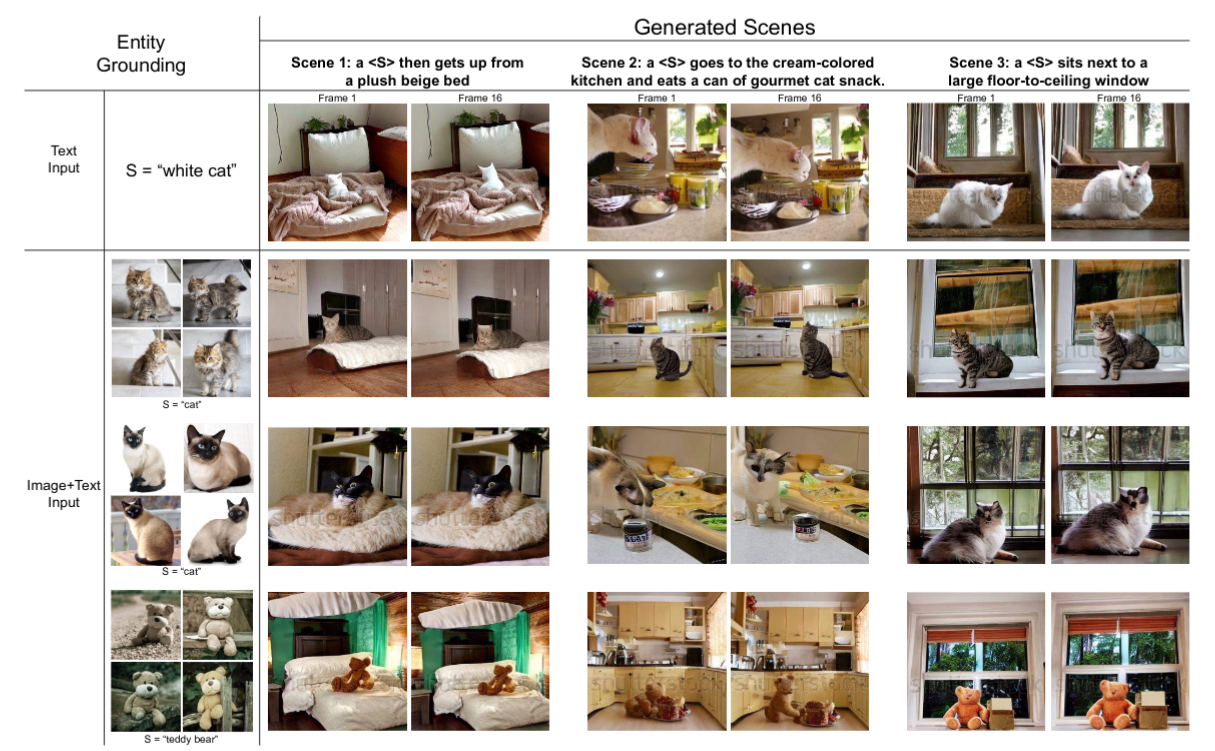 Entity
Grounding
Generated Scenes
Scene 1: a <S> then gets up from
a plush beige bed
Scene 2: a <S> goes to the cream-colored
kitchen and eats a can of gourmet cat snack.
Scene 3: a <S> sits next to a
large floor-to-ceiling window
Frame 1
Frame 16
Frame 1
Frame 16
Frame 1
Frame 16
Text
Input
S = “white cat”
Image+Text
Input
S = “cat”
S = “cat”
S = “teddy bear”